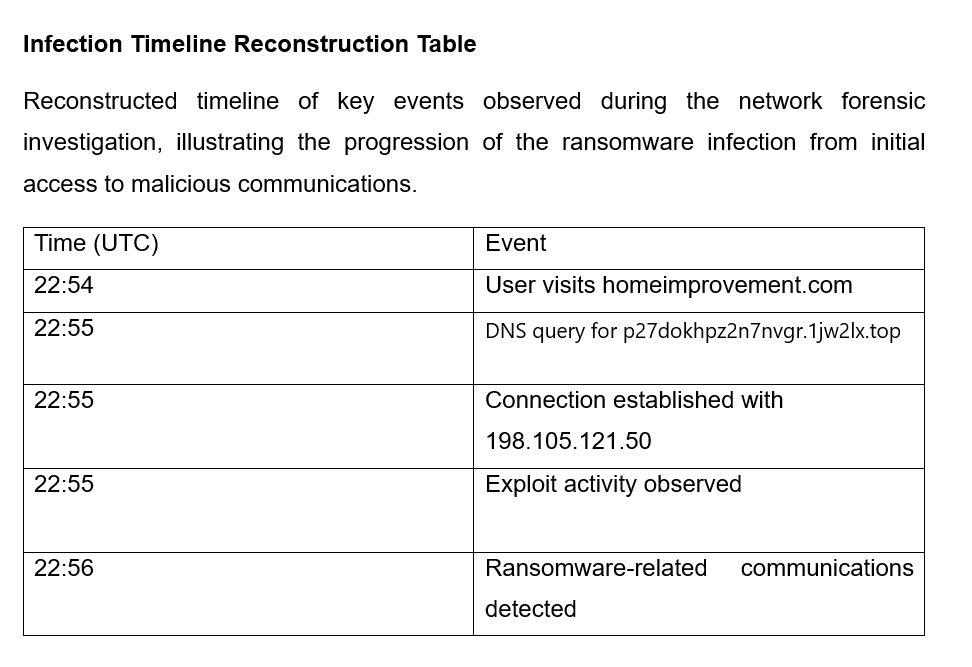 Infection Timeline Reconstruction Table
Reconstructed timeline of key events observed during the network forensic
investigation, illustrating the progression of the ransomware infection from initial
access to malicious communications.
Time (UTC) Event
22:54 User visits homeimprovement.com
22:55 DNS query for p27dokhpz2n7nvgr.1jw2lx.top
22:55 Connection established with
198.105.121.50
22:55 Exploit activity observed
22:56 Ransomware-related communications
detected